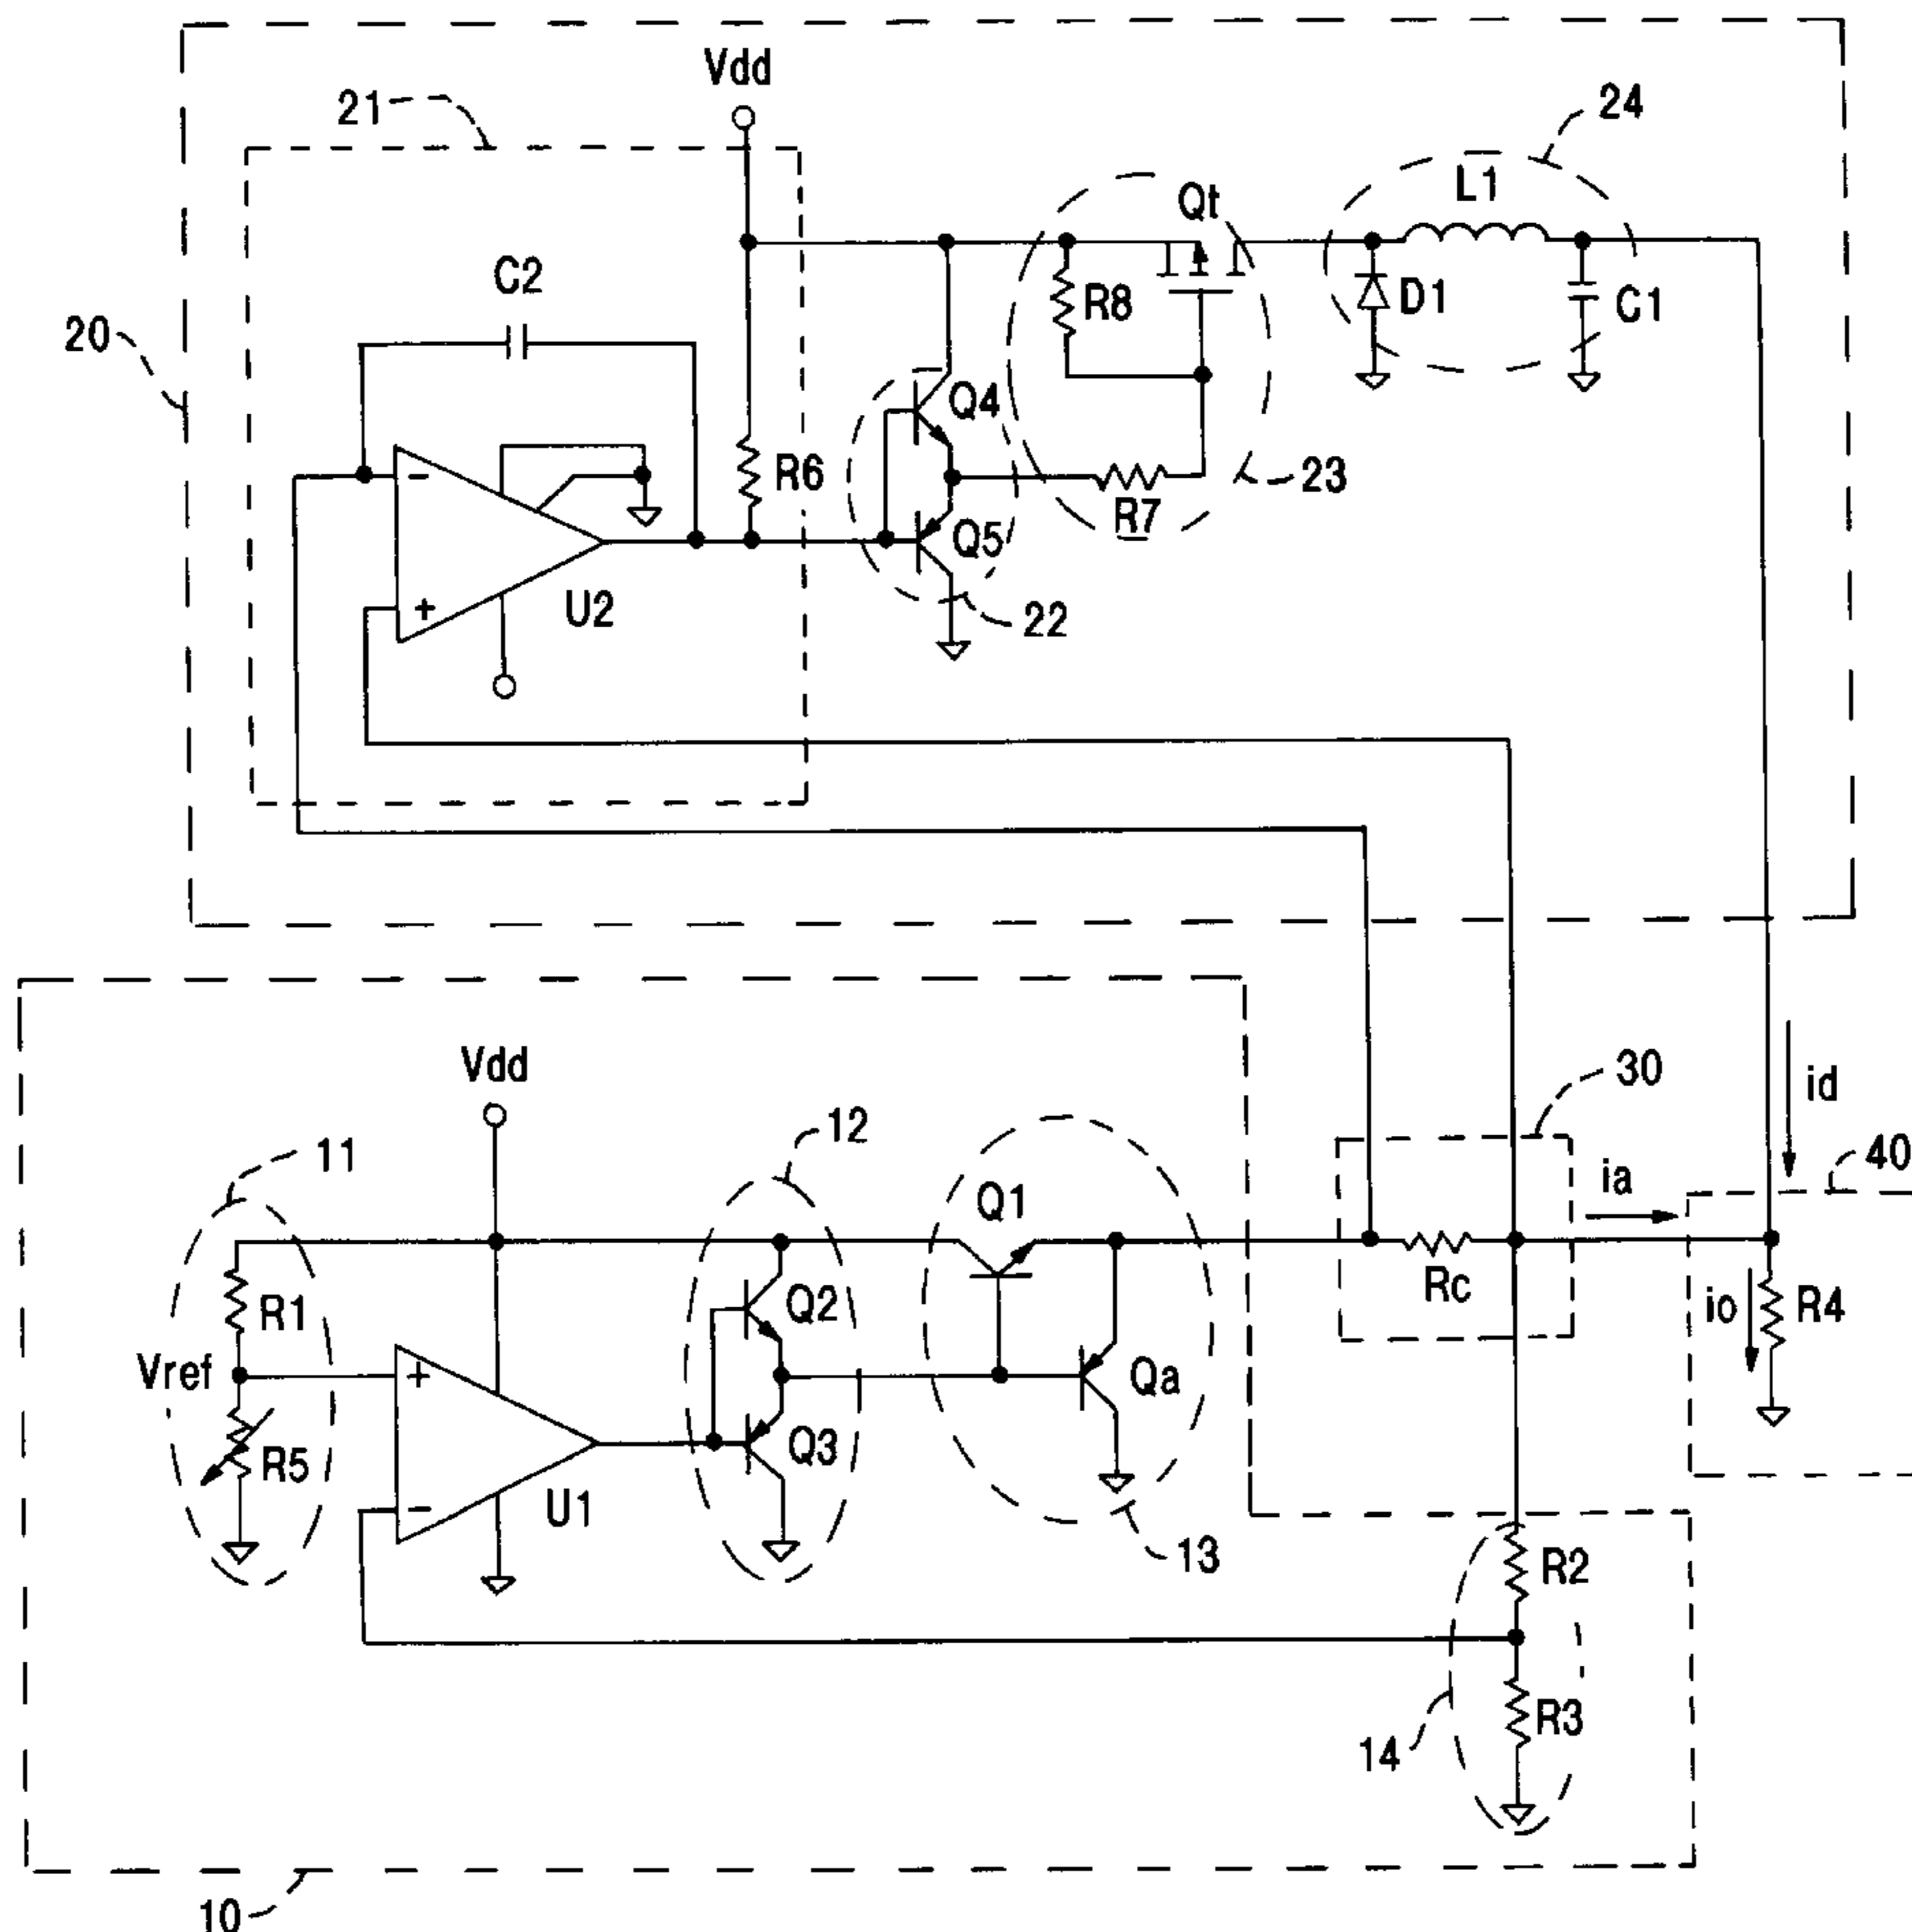 Vdd
21
24
L1
Qt
C2
R8
D1
C1
20
Q4
R6
23
R7
Q5
-
+
U2
22
Vdd
30
id
12
11
ia
40
Q1
Q2
R1
Rc
io
R4
Vref
+
Qa
Q3
R5
-
U1
13
R2
R3
14
10